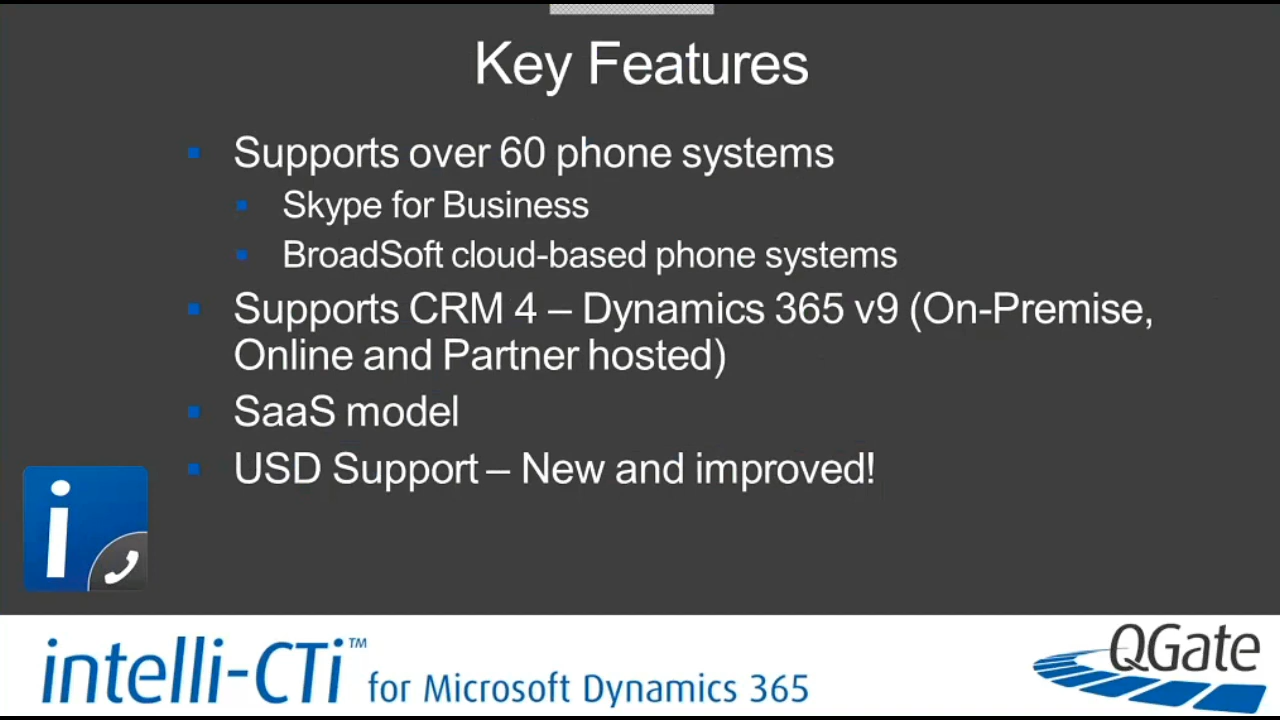 Key Features
Supports over 60 phone systems
Skype for Business
BroadSoft cloud-based phone systems
Supports CRM 4 – Dynamics 365 v9 (On-Premise,
Online and Partner hosted)
SaaS model
USD Support – New and improved!
i
intelli-CTi™ for Microsoft Dynamics 365
QGate